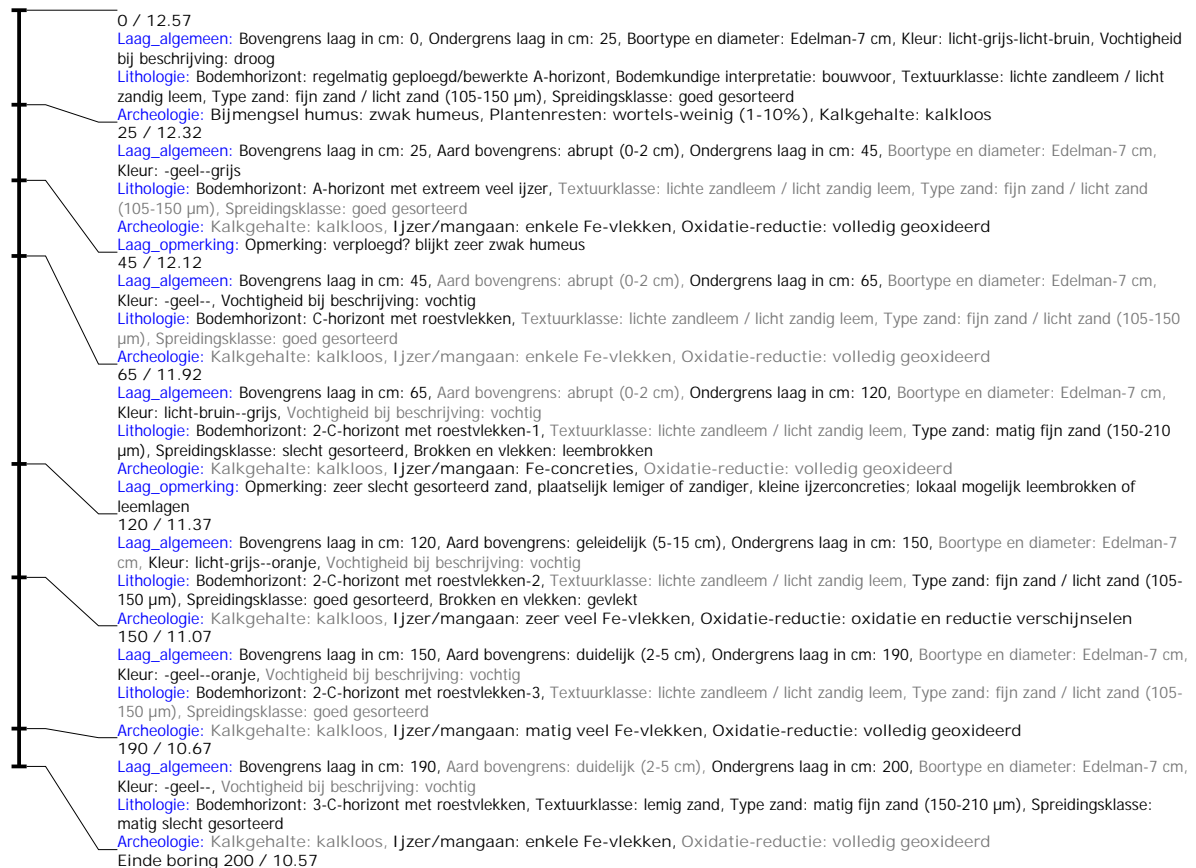 0 / 12.57
Laag_algemeen: Bovengrens laag in cm: 0, Ondergrens laag in cm: 25, Boortype en diameter: Edelman-7 cm, Kleur: licht-grijs-licht-bruin, Vochtigheid
bij beschrijving: droog
Lithologie: Bodemhorizont: regelmatig geploegd/bewerkte A-horizont, Bodemkundige interpretatie: bouwvoor, Textuurklasse: lichte zandleem / licht
zandig leem, Type zand: fijn zand / licht zand (105-150 µm), Spreidingsklasse: goed gesorteerd
Archeologie: Bijmengsel humus: zwak humeus, Plantenresten: wortels-weinig (1-10%), Kalkgehalte: kalkloos
25 / 12.32
Laag_algemeen: Bovengrens laag in cm: 25, Aard bovengrens: abrupt (0-2 cm), Ondergrens laag in cm: 45, Boortype en diameter: Edelman-7 cm,
Kleur: -geel--grijs
Lithologie: Bodemhorizont: A-horizont met extreem veel ijzer, Textuurklasse: lichte zandleem / licht zandig leem, Type zand: fijn zand / licht zand
(105-150 µm), Spreidingsklasse: goed gesorteerd
Archeologie: Kalkgehalte: kalkloos, Ijzer/mangaan: enkele Fe-vlekken, Oxidatie-reductie: volledig geoxideerd
Laag_opmerking: Opmerking: verploegd? blijkt zeer zwak humeus
45 / 12.12
Laag_algemeen: Bovengrens laag in cm: 45, Aard bovengrens: abrupt (0-2 cm), Ondergrens laag in cm: 65, Boortype en diameter: Edelman-7 cm,
Kleur: -geel--, Vochtigheid bij beschrijving: vochtig
Lithologie: Bodemhorizont: C-horizont met roestvlekken, Textuurklasse: lichte zandleem / licht zandig leem, Type zand: fijn zand / licht zand (105-150
µm), Spreidingsklasse: goed gesorteerd
Archeologie: Kalkgehalte: kalkloos, Ijzer/mangaan: enkele Fe-vlekken, Oxidatie-reductie: volledig geoxideerd
65 / 11.92
Laag_algemeen: Bovengrens laag in cm: 65, Aard bovengrens: abrupt (0-2 cm), Ondergrens laag in cm: 120, Boortype en diameter: Edelman-7 cm,
Kleur: licht-bruin--grijs, Vochtigheid bij beschrijving: vochtig
Lithologie: Bodemhorizont: 2-C-horizont met roestvlekken-1, Textuurklasse: lichte zandleem / licht zandig leem, Type zand: matig fijn zand (150-210
µm), Spreidingsklasse: slecht gesorteerd, Brokken en vlekken: leembrokken
Archeologie: Kalkgehalte: kalkloos, Ijzer/mangaan: Fe-concreties, Oxidatie-reductie: volledig geoxideerd
Laag_opmerking: Opmerking: zeer slecht gesorteerd zand, plaatselijk lemiger of zandiger, kleine ijzerconcreties; lokaal mogelijk leembrokken of
leemlagen
120 / 11.37
Laag_algemeen: Bovengrens laag in cm: 120, Aard bovengrens: geleidelijk (5-15 cm), Ondergrens laag in cm: 150, Boortype en diameter: Edelman-7
cm, Kleur: licht-grijs--oranje, Vochtigheid bij beschrijving: vochtig
Lithologie: Bodemhorizont: 2-C-horizont met roestvlekken-2, Textuurklasse: lichte zandleem / licht zandig leem, Type zand: fijn zand / licht zand (105-
150 µm), Spreidingsklasse: goed gesorteerd, Brokken en vlekken: gevlekt
Archeologie: Kalkgehalte: kalkloos, Ijzer/mangaan: zeer veel Fe-vlekken, Oxidatie-reductie: oxidatie en reductie verschijnselen
150 / 11.07
Laag_algemeen: Bovengrens laag in cm: 150, Aard bovengrens: duidelijk (2-5 cm), Ondergrens laag in cm: 190, Boortype en diameter: Edelman-7 cm,
Kleur: -geel--oranje, Vochtigheid bij beschrijving: vochtig
Lithologie: Bodemhorizont: 2-C-horizont met roestvlekken-3, Textuurklasse: lichte zandleem / licht zandig leem, Type zand: fijn zand / licht zand (105-
150 µm), Spreidingsklasse: goed gesorteerd
Archeologie: Kalkgehalte: kalkloos, Ijzer/mangaan: matig veel Fe-vlekken, Oxidatie-reductie: volledig geoxideerd
190 / 10.67
Laag_algemeen: Bovengrens laag in cm: 190, Aard bovengrens: duidelijk (2-5 cm), Ondergrens laag in cm: 200, Boortype en diameter: Edelman-7 cm,
Kleur: -geel--, Vochtigheid bij beschrijving: vochtig
Lithologie: Bodemhorizont: 3-C-horizont met roestvlekken, Textuurklasse: lemig zand, Type zand: matig fijn zand (150-210 µm), Spreidingsklasse:
matig slecht gesorteerd
Archeologie: Kalkgehalte: kalkloos, Ijzer/mangaan: enkele Fe-vlekken, Oxidatie-reductie: volledig geoxideerd
Einde boring 200 / 10.57